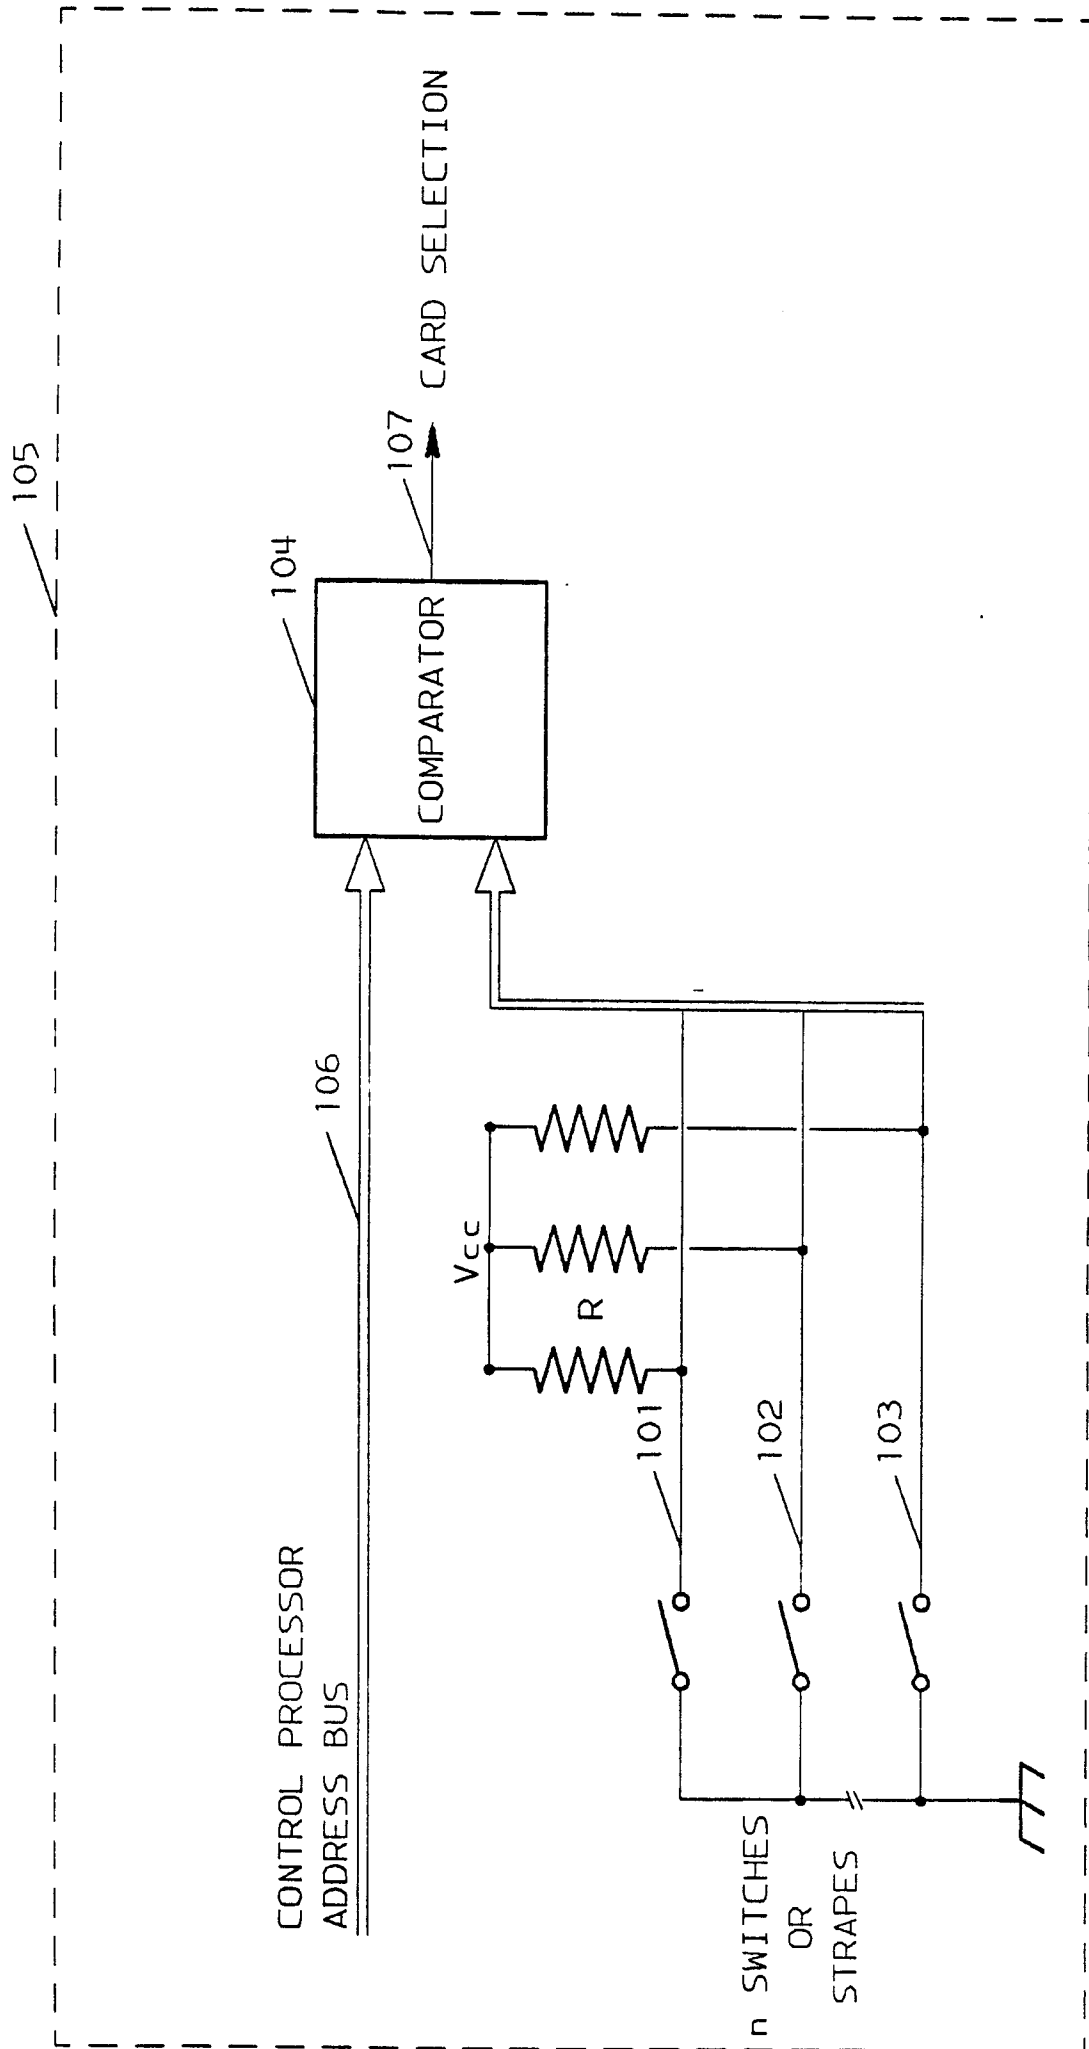 105
CARD SELECTION
107
104
COMPARATOR
106
CONTROL PROCESSOR
ADDRESS BUS
Vcc
R
101
102
103
n SWITCHES
OR
STRAPES